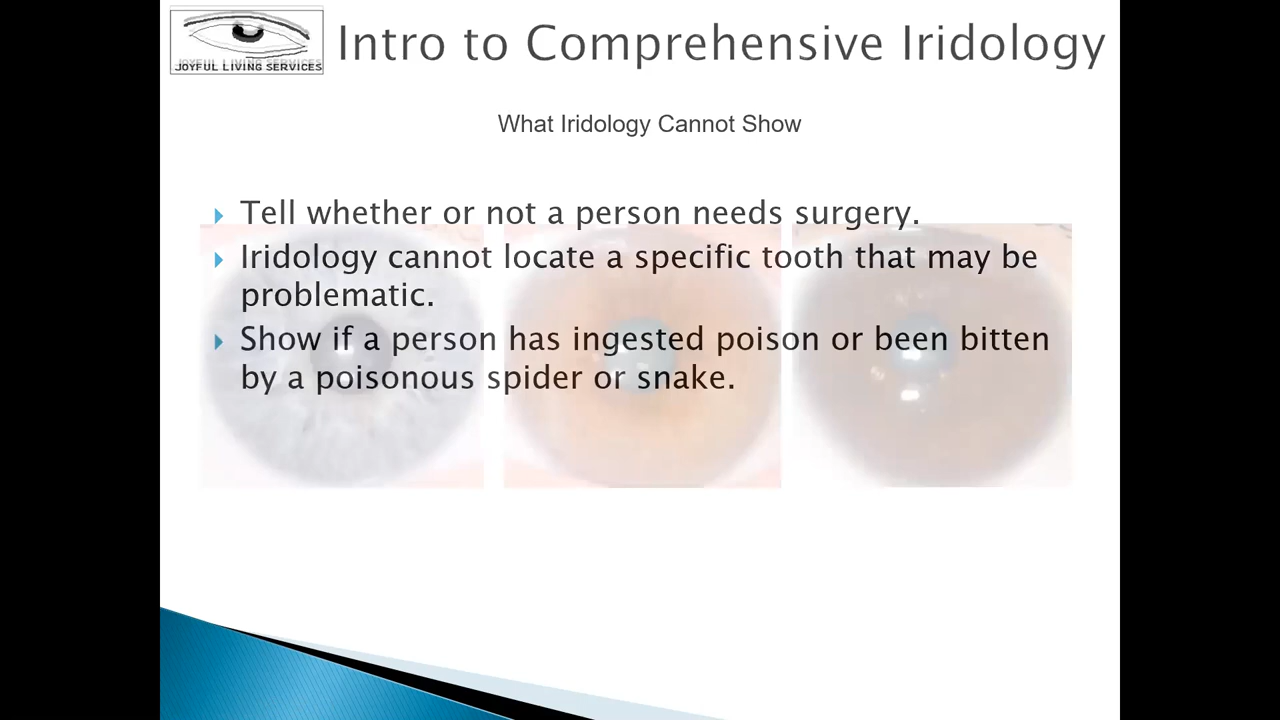 JOYFUL LIVING SERVICES
Intro to Comprehensive Iridology
What Iridology Cannot Show
Tell whether or not a person needs surgery.
Iridology cannot locate a specific tooth that may be
problematic.
Show if a person has ingested poison or been bitten
by a poisonous spider or snake.